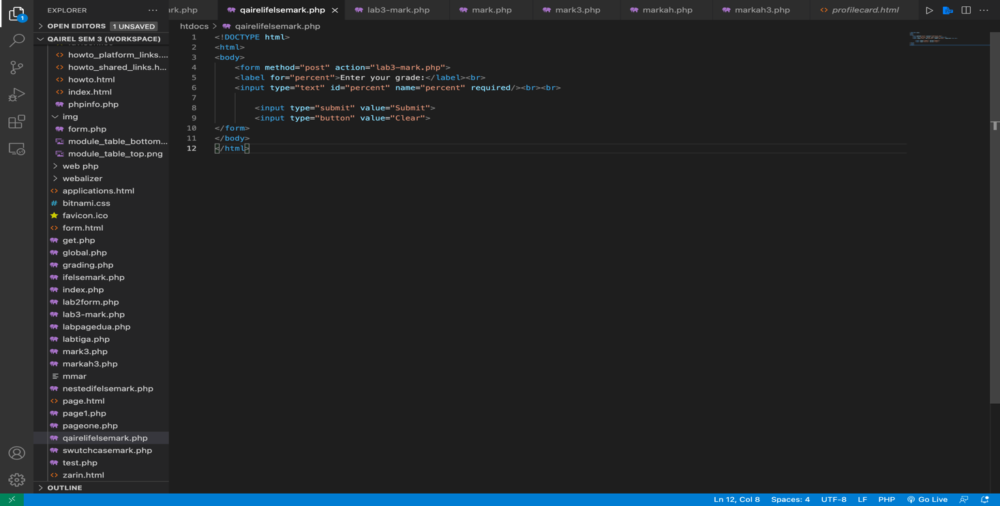 EXPLORER
···
rk.php
qairelifelsemark.php
lab3-mark.php
mark.php
mark3.php
markah.php
markah3.php
<> profilecard.html
1
OPEN EDITORS 1 UNSAVED
QAIREL SEM 3 (WORKSPACE)
<> howto_platform_links....
<> howto_shared_links.h...
<> howto.html
<> index.html
phpinfo.php
img
form.php
module_table_bottom...
module_table_top.png
web php
webalizer
<> applications.html
# bitnami.css
favicon.ico
<> form.html
get.php
global.php
grading.php
ifelsemark.php
index.php
lab2form.php
lab3-mark.php
labpagedua.php
labtiga.php
mark3.php
markah3.php
mmar
nestedifelsemark.php
<> page.html
page1.php
pageone.php
qairelifelsemark.php
swutchcasemark.php
test.php
<> zarin.html
OUTLINE
htdocs > qairelifelsemark.php
1 <!DOCTYPE html>
2 <html>
3 <body>
4 <form method="post" action="lab3-mark.php">
5 <label for="percent">Enter your grade:</label><br>
6 <input type="text" id="percent" name="percent" required/><br><br>
7
8 <input type="submit" value="Submit">
9 <input type="button" value="Clear">
10 </form>
11 </body>
12 </html>
Ln 12, Col 8 Spaces: 4 UTF-8 LF PHP Go Live